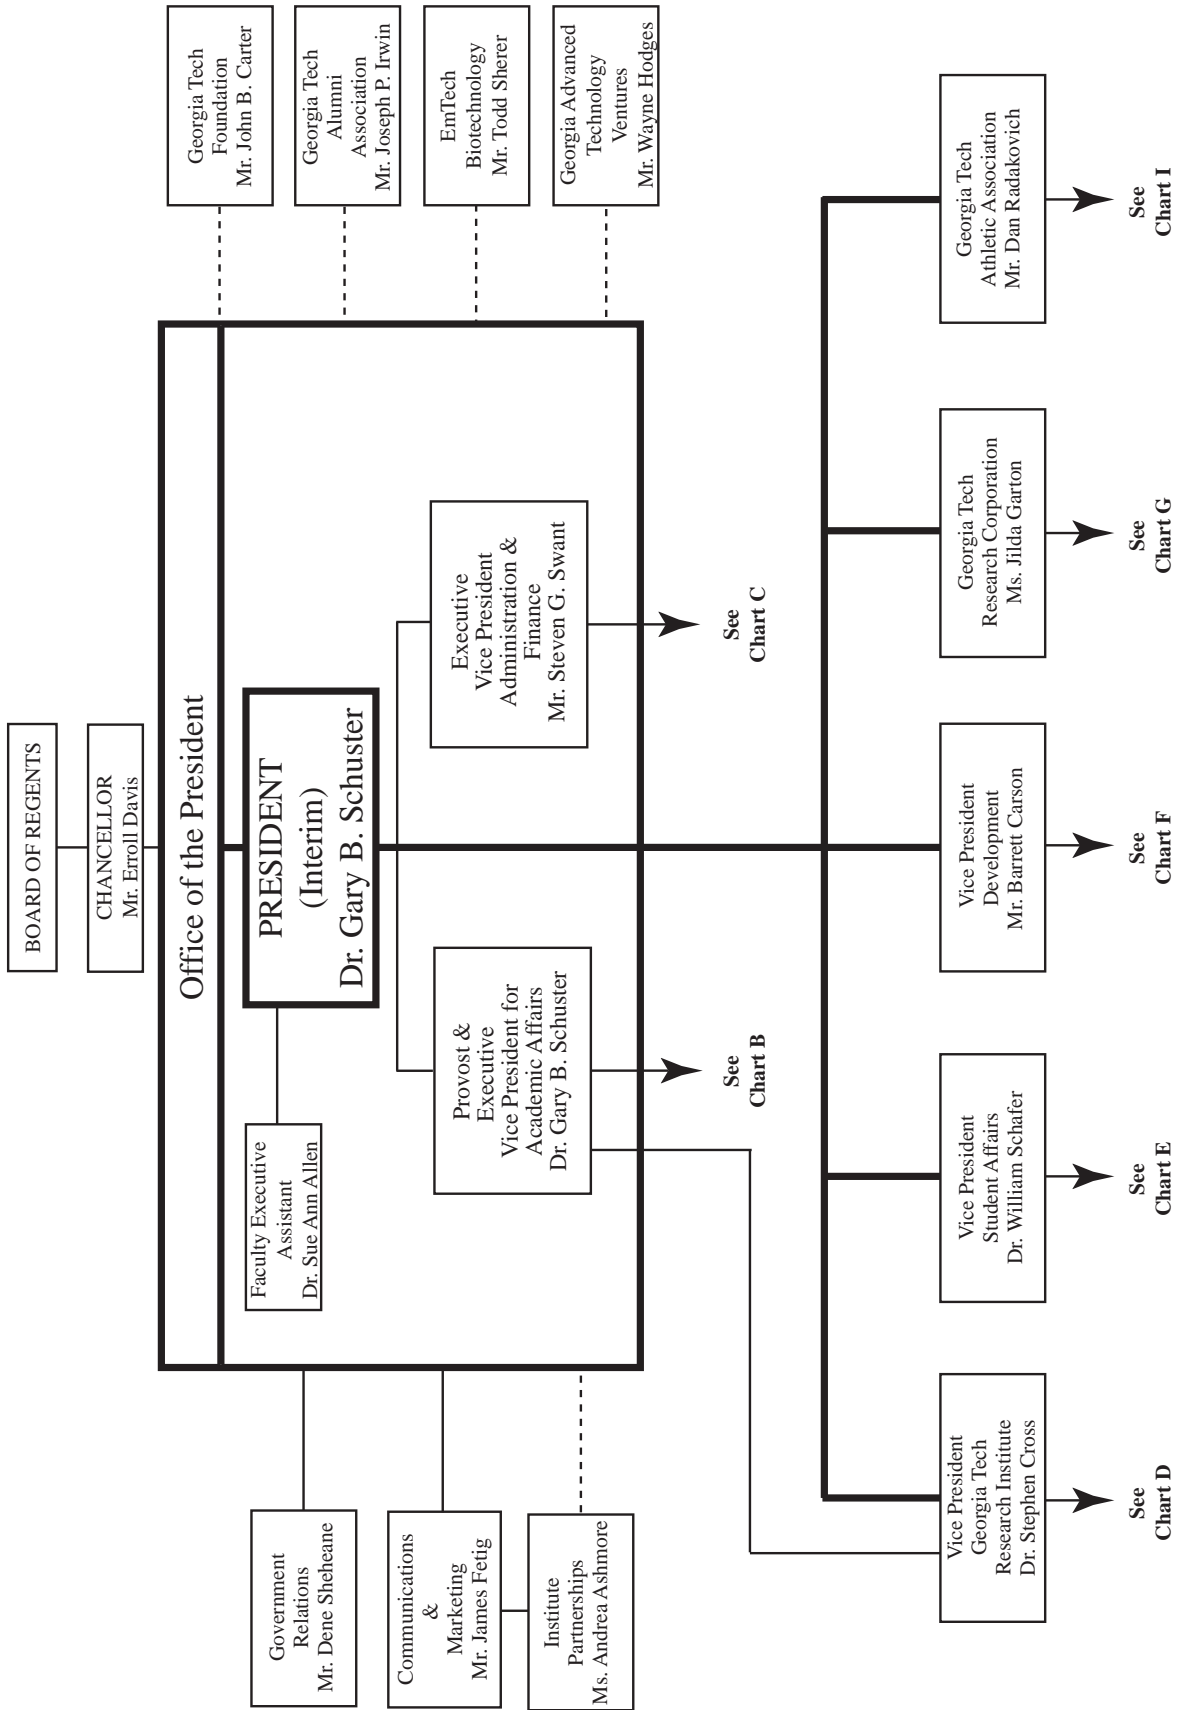 BOARD OF REGENTS
CHANCELLOR
Mr. Erroll Davis
Office of the President
PRESIDENT
(Interim)
Dr. Gary B. Schuster
Faculty Executive
Assistant
Dr. Sue Ann Allen
Provost &
Executive
Vice President for
Academic Affairs
Dr. Gary B. Schuster
See
Chart B
Executive
Vice President
Administration &
Finance
Mr. Steven G. Swant
See
Chart C
Government
Relations
Mr. Dene Sheheane
Communications
&
Marketing
Mr. James Fetig
Institute
Partnerships
Ms. Andrea Ashmore
Georgia Tech
Foundation
Mr. John B. Carter
Georgia Tech
Alumni
Association
Mr. Joseph P. Irwin
EmTech
Biotechnology
Mr. Todd Sherer
Georgia Advanced
Technology
Ventures
Mr. Wayne Hodges
Vice President
Georgia Tech
Research Institute
Dr. Stephen Cross
See
Chart D
Vice President
Student Affairs
Dr. William Schafer
See
Chart E
Vice President
Development
Mr. Barrett Carson
See
Chart F
Georgia Tech
Research Corporation
Ms. Jilda Garton
See
Chart G
Georgia Tech
Athletic Association
Mr. Dan Radakovich
See
Chart I